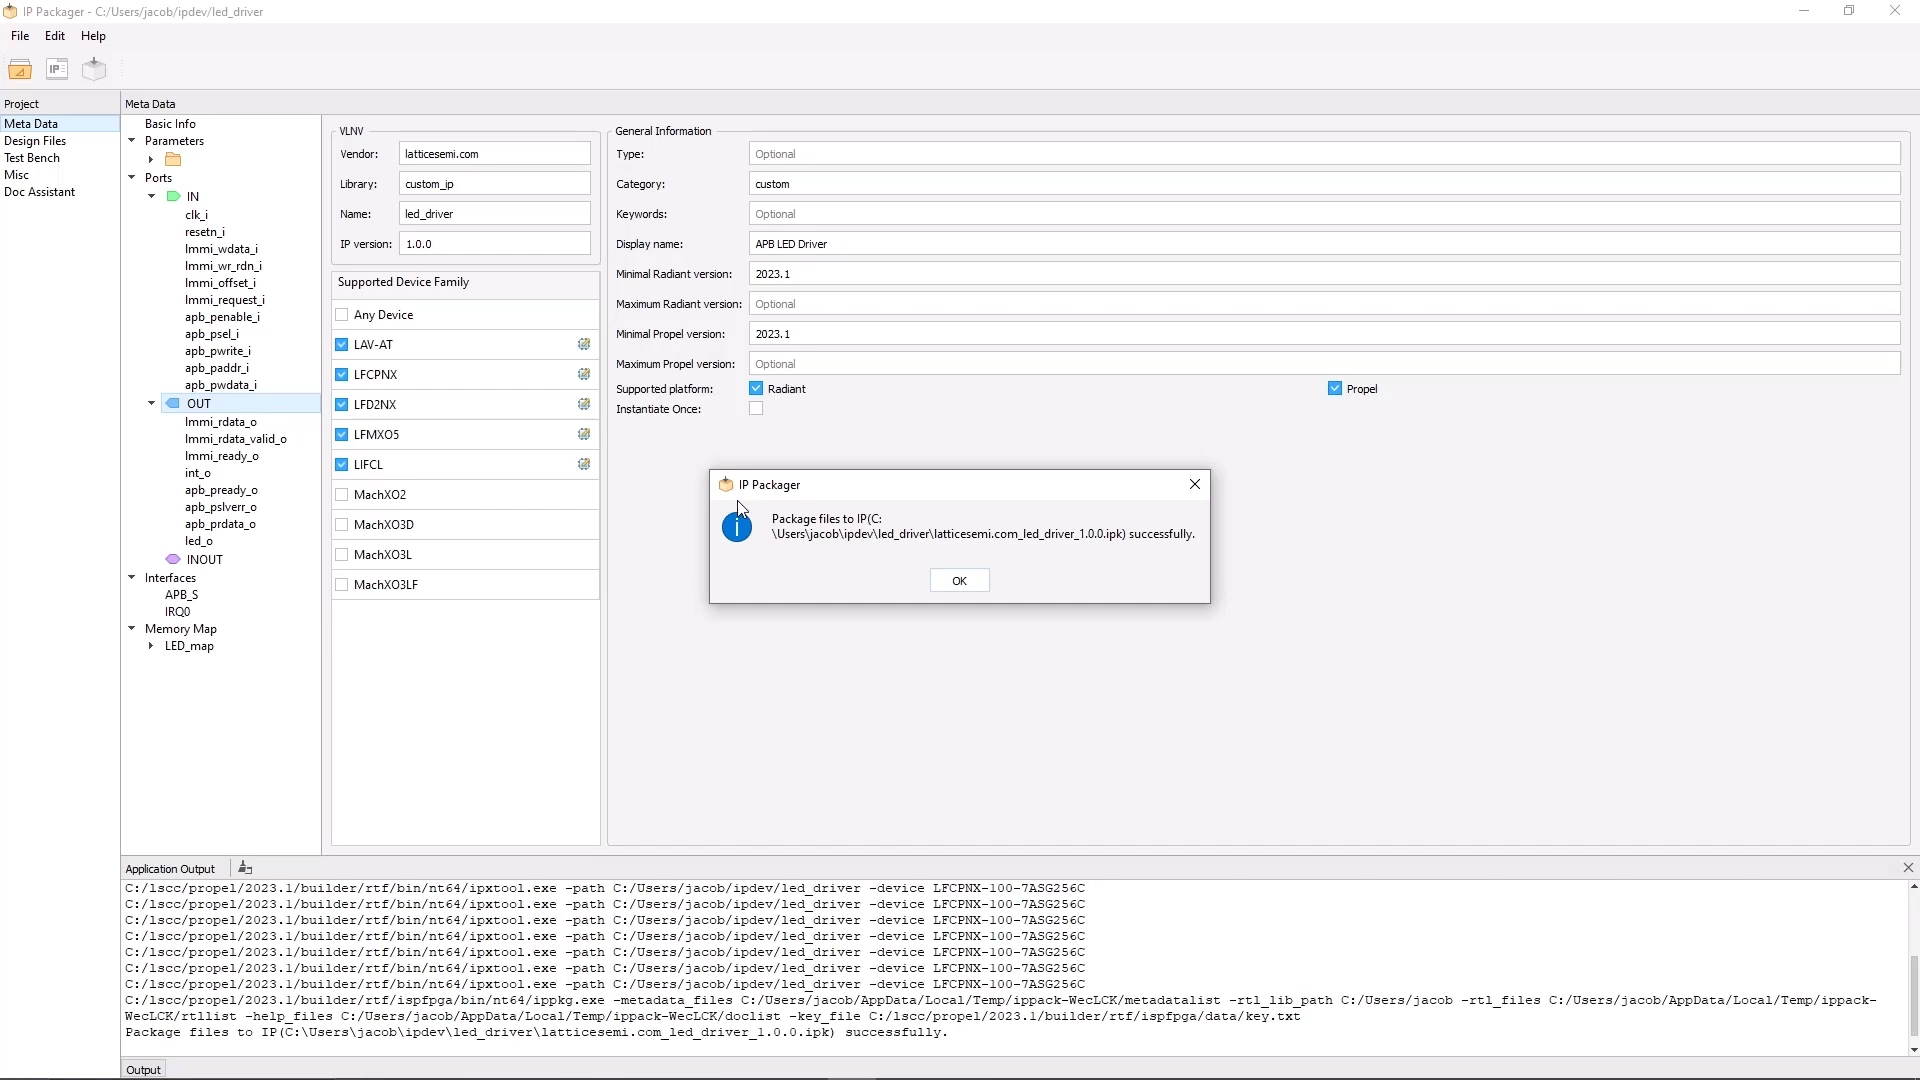 IP Packager - C:/Users/jacob/ipdev/led_driver
File Edit Help
IP
Project
Meta Data
Design Files
Test Bench
Misc
Doc Assistant
Meta Data
Basic Info
Parameters
Ports
IN
clk_i
resetn_i
lmmi_wdata_i
lmmi_wr_rdn_i
lmmi_offset_i
lmmi_request_i
apb_penable_i
apb_psel_i
apb_pwrite_i
apb_paddr_i
apb_pwdata_i
OUT
lmmi_rdata_o
lmmi_rdata_valid_o
lmmi_ready_o
int_o
apb_pready_o
apb_pslverr_o
apb_prdata_o
led_o
INOUT
Interfaces
APB_S
IRQ0
Memory Map
LED_map
VLNV
Vendor: latticesemi.com
Library: custom_ip
Name: led_driver
IP version: 1.0.0
Supported Device Family
Any Device
LAV-AT
LFCPNX
LFD2NX
LFMXO5
LIFCL
MachXO2
MachXO3D
MachXO3L
MachXO3LF
General Information
Type: Optional
Category: custom
Keywords: Optional
Display name: APB LED Driver
Minimal Radiant version: 2023.1
Maximum Radiant version: Optional
Minimal Propel version: 2023.1
Maximum Propel version: Optional
Supported platform: Radiant Propel
Instantiate Once:
IP Packager
Package files to IP(C:
\Users\jacob\ipdev\led_driver\latticesemi.com_led_driver_1.0.0.ipk) successfully.
OK
Application Output
C:/lscc/propel/2023.1/builder/rtf/bin/nt64/ipxtool.exe -path C:/Users/jacob/ipdev/led_driver -device LFCPNX-100-7ASG256C
C:/lscc/propel/2023.1/builder/rtf/bin/nt64/ipxtool.exe -path C:/Users/jacob/ipdev/led_driver -device LFCPNX-100-7ASG256C
C:/lscc/propel/2023.1/builder/rtf/bin/nt64/ipxtool.exe -path C:/Users/jacob/ipdev/led_driver -device LFCPNX-100-7ASG256C
C:/lscc/propel/2023.1/builder/rtf/bin/nt64/ipxtool.exe -path C:/Users/jacob/ipdev/led_driver -device LFCPNX-100-7ASG256C
C:/lscc/propel/2023.1/builder/rtf/bin/nt64/ipxtool.exe -path C:/Users/jacob/ipdev/led_driver -device LFCPNX-100-7ASG256C
C:/lscc/propel/2023.1/builder/rtf/bin/nt64/ipxtool.exe -path C:/Users/jacob/ipdev/led_driver -device LFCPNX-100-7ASG256C
C:/lscc/propel/2023.1/builder/rtf/bin/nt64/ipxtool.exe -path C:/Users/jacob/ipdev/led_driver -device LFCPNX-100-7ASG256C
C:/lscc/propel/2023.1/builder/rtf/ispfpga/bin/nt64/ippkg.exe -metadata_files C:/Users/jacob/AppData/Local/Temp/ippack-WecLCK/metadatalist -rtl_lib_path C:/Users/jacob -rtl_files C:/Users/jacob/AppData/Local/Temp/ippack-
WecLCK/rtllist -help_files C:/Users/jacob/AppData/Local/Temp/ippack-WecLCK/doclist -key_file C:/lscc/propel/2023.1/builder/rtf/ispfpga/data/key.txt
Package files to IP(C:\Users\jacob\ipdev\led_driver\latticesemi.com_led_driver_1.0.0.ipk) successfully.
Output